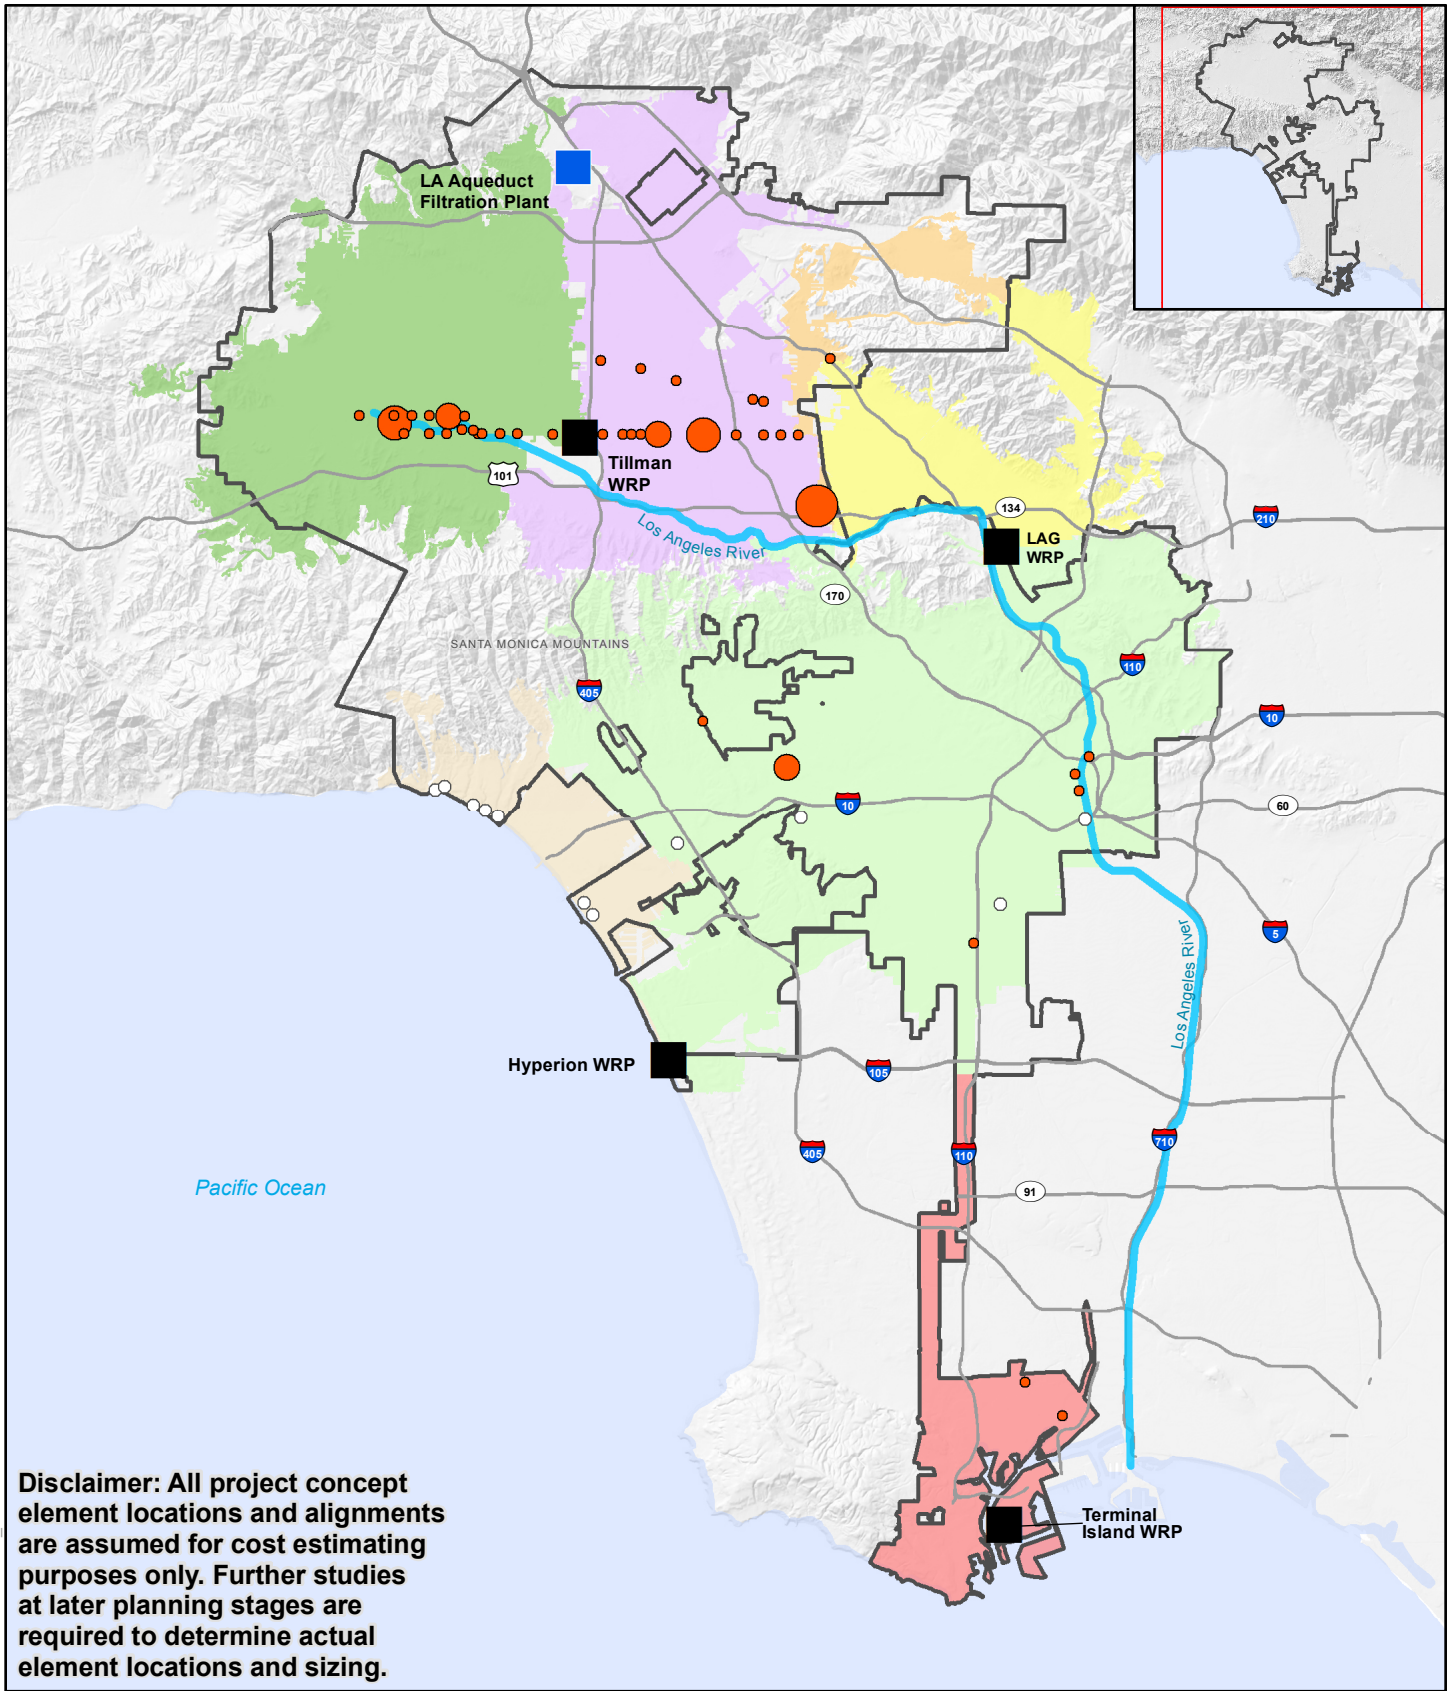 LA Aqueduct
Filtration Plant
Tillman
WRP
101
Los Angeles River
134
210
LAG
WRP
170
SANTA MONICA MOUNTAINS
110
405
10
10
60
5
Los Angeles River
Hyperion WRP
105
710
405
110
91
Pacific Ocean
Disclaimer: All project concept
element locations and alignments
are assumed for cost estimating
purposes only. Further studies
at later planning stages are
required to determine actual
element locations and sizing.
Terminal
Island WRP